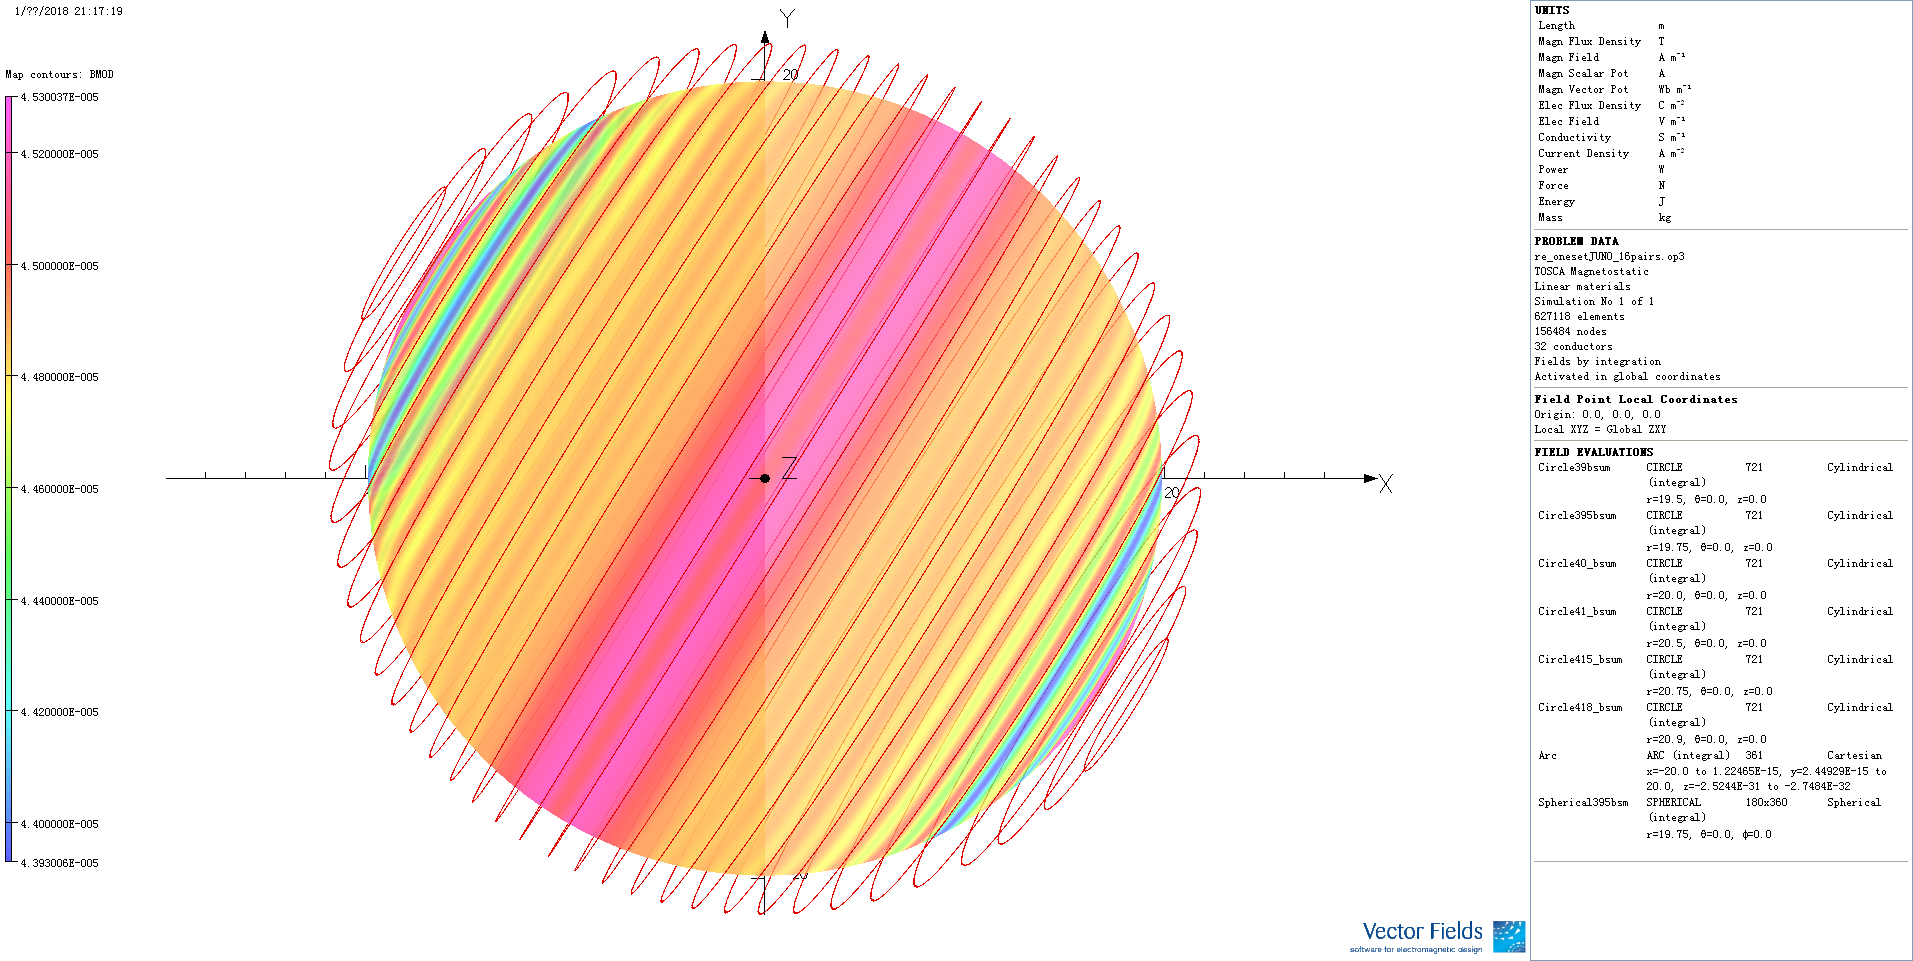 1/??/2018 21:17:19
Map contours: BMOD
4.530037E-005
4.520000E-005
4.500000E-005
4.480000E-005
4.460000E-005
4.440000E-005
4.420000E-005
4.400000E-005
4.393006E-005
Y
20
Z
20
X
20
Vector Fields
software for electromagnetic design
UNITS
Length m
Magn Flux Density T
Magn Field A m⁻¹
Magn Scalar Pot A
Magn Vector Pot Wb m⁻¹
Elec Flux Density C m⁻²
Elec Field V m⁻¹
Conductivity S m⁻¹
Current Density A m⁻²
Power W
Force N
Energy J
Mass kg
PROBLEM DATA
re_onesetJUNO_16pairs.op3
TOSCA Magnetostatic
Linear materials
Simulation No 1 of 1
627118 elements
156484 nodes
32 conductors
Fields by integration
Activated in global coordinates
Field Point Local Coordinates
Origin: 0.0, 0.0, 0.0
Local XYZ = Global ZXY
FIELD EVALUATIONS
Circle39bsum CIRCLE 721 Cylindrical
(integral)
r=19.5, θ=0.0, z=0.0
Circle395bsum CIRCLE 721 Cylindrical
(integral)
r=19.75, θ=0.0, z=0.0
Circle40_bsum CIRCLE 721 Cylindrical
(integral)
r=20.0, θ=0.0, z=0.0
Circle41_bsum CIRCLE 721 Cylindrical
(integral)
r=20.5, θ=0.0, z=0.0
Circle415_bsum CIRCLE 721 Cylindrical
(integral)
r=20.75, θ=0.0, z=0.0
Circle418_bsum CIRCLE 721 Cylindrical
(integral)
r=20.9, θ=0.0, z=0.0
Arc ARC (integral) 361 Cartesian
x=-20.0 to 1.22465E-15, y=2.44929E-15 to
20.0, z=-2.5244E-31 to -2.7484E-32
Spherical395bsm SPHERICAL 180x360 Spherical
(integral)
r=19.75, θ=0.0, ϕ=0.0